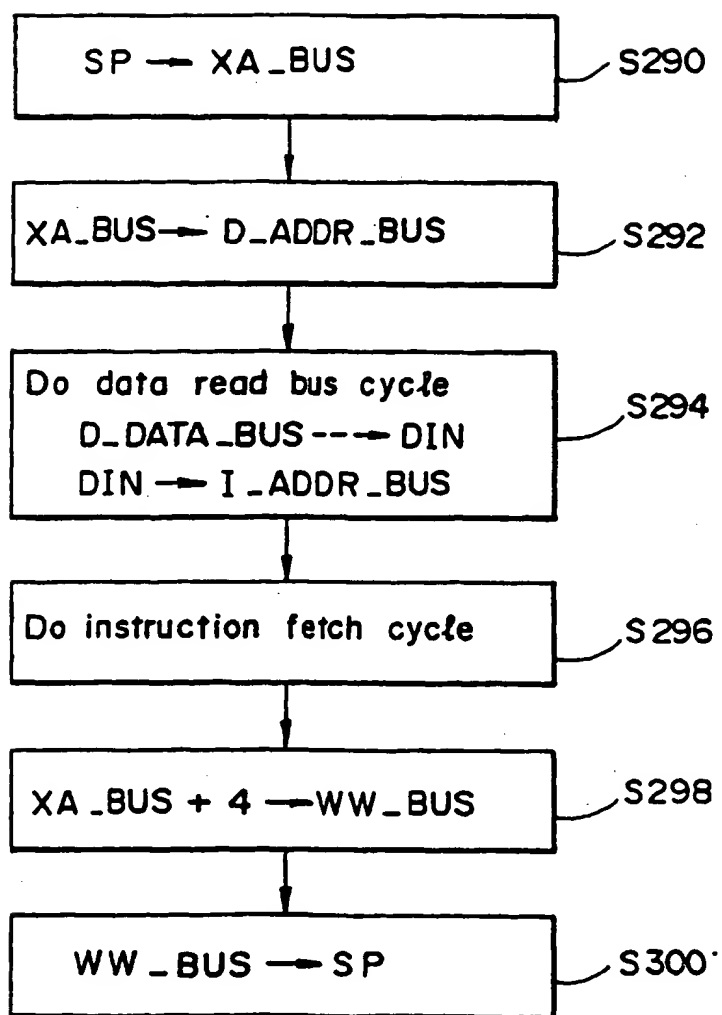 SP → XA_BUS
S290
XA_BUS → D_ADDR_BUS
S292
Do data read bus cycle
D_DATA_BUS ---→ DIN
DIN → I_ADDR_BUS
S294
Do instruction fetch cycle
S296
XA_BUS + 4 → WW_BUS
S298
WW_BUS → SP
S300